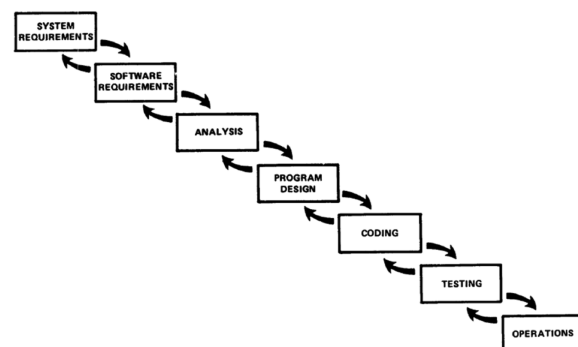 SYSTEM
REQUIREMENTS
SOFTWARE
REQUIREMENTS
ANALYSIS
PROGRAM
DESIGN
CODING
TESTING
OPERATIONS